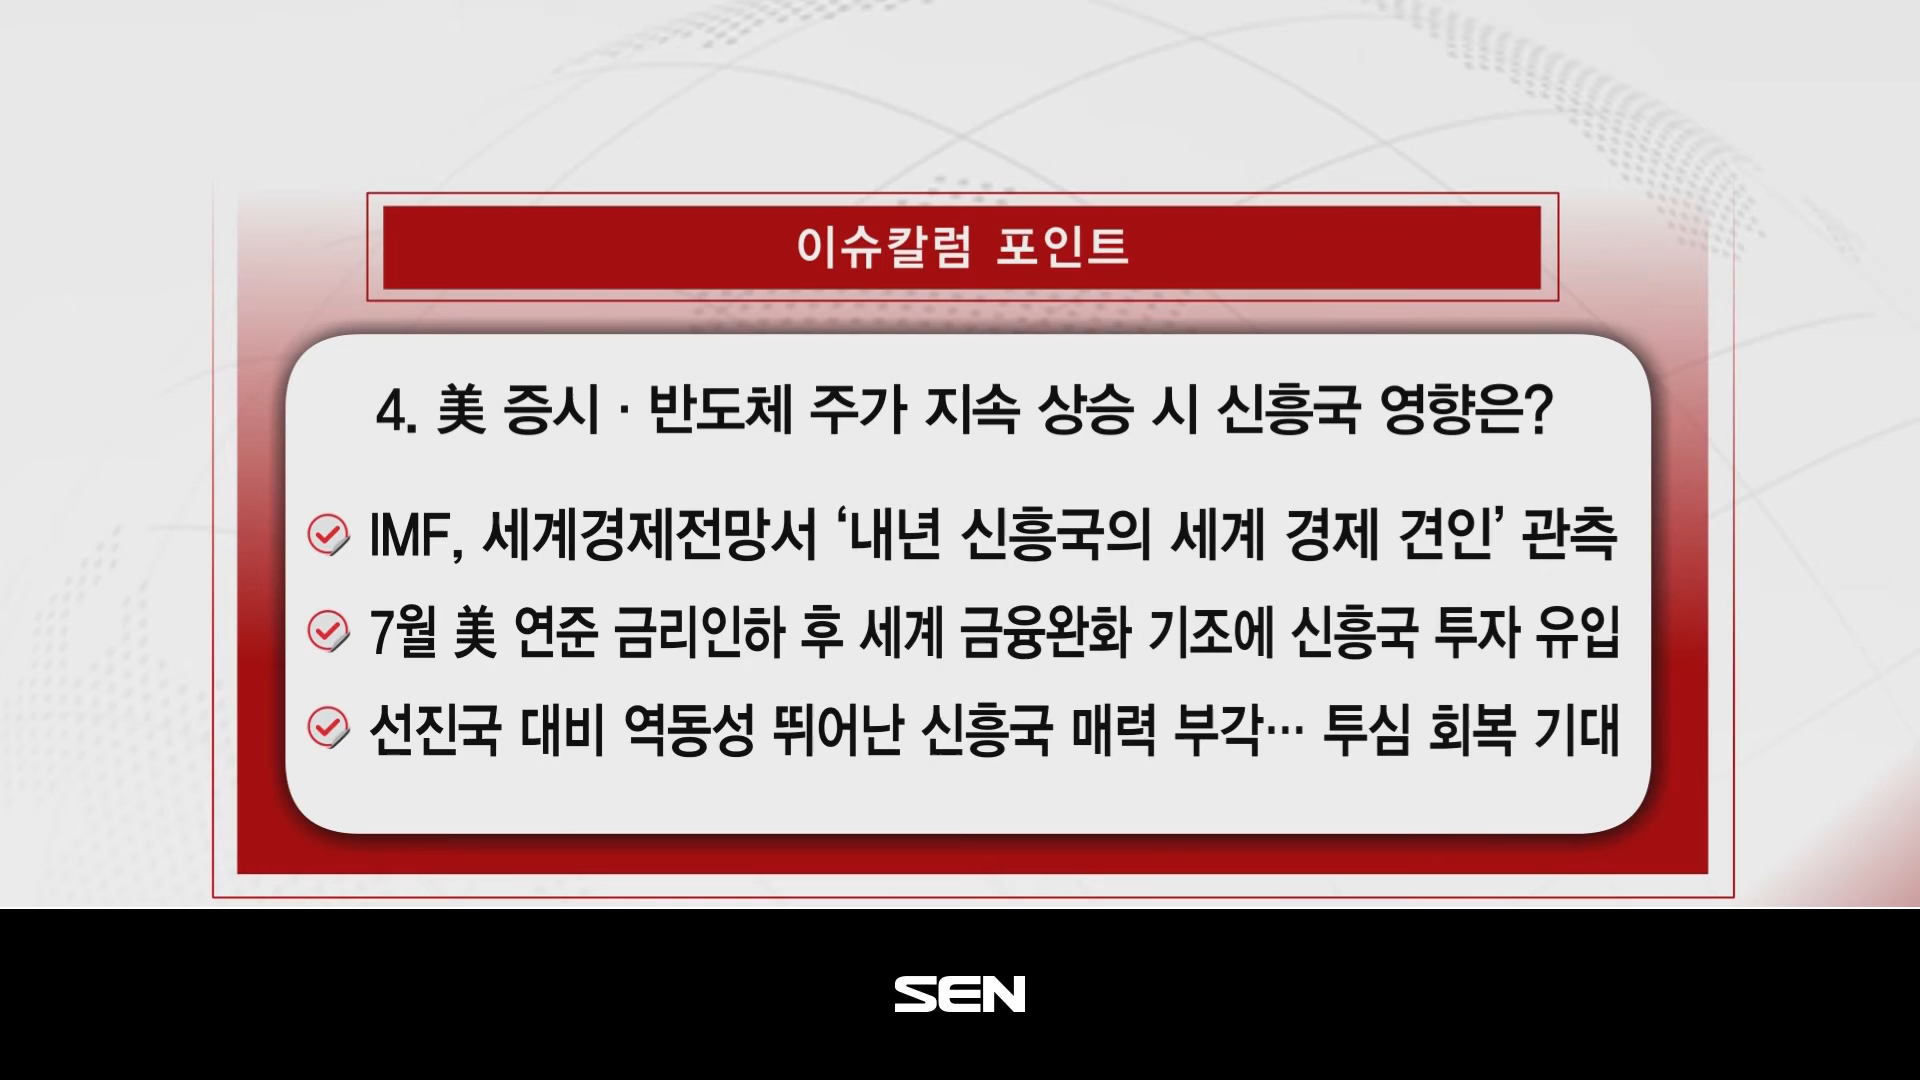 이슈칼럼 포인트
4. 美 증시 · 반도체 주가 지속 상승 시 신흥국 영향은?
IMF, 세계경제전망서 ‘내년 신흥국의 세계 경제 견인’ 관측
7월 美 연준 금리인하 후 세계 금융완화 기조에 신흥국 투자 유입
선진국 대비 역동성 뛰어난 신흥국 매력 부각… 투심 회복 기대
SEN